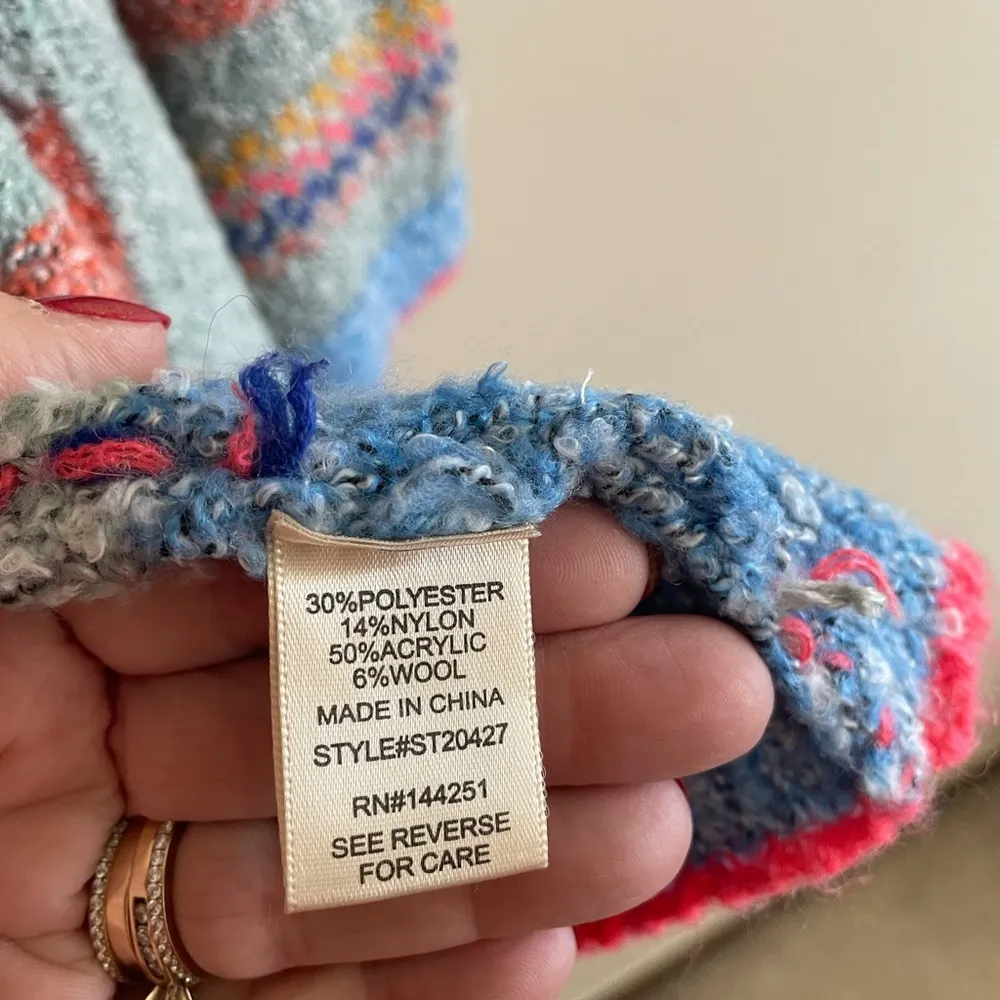 30%POLYESTER
14%NYLON
50%ACRYLIC
6%WOOL
MADE IN CHINA
STYLE#ST20427
RN#144251
SEE REVERSE
FOR CARE